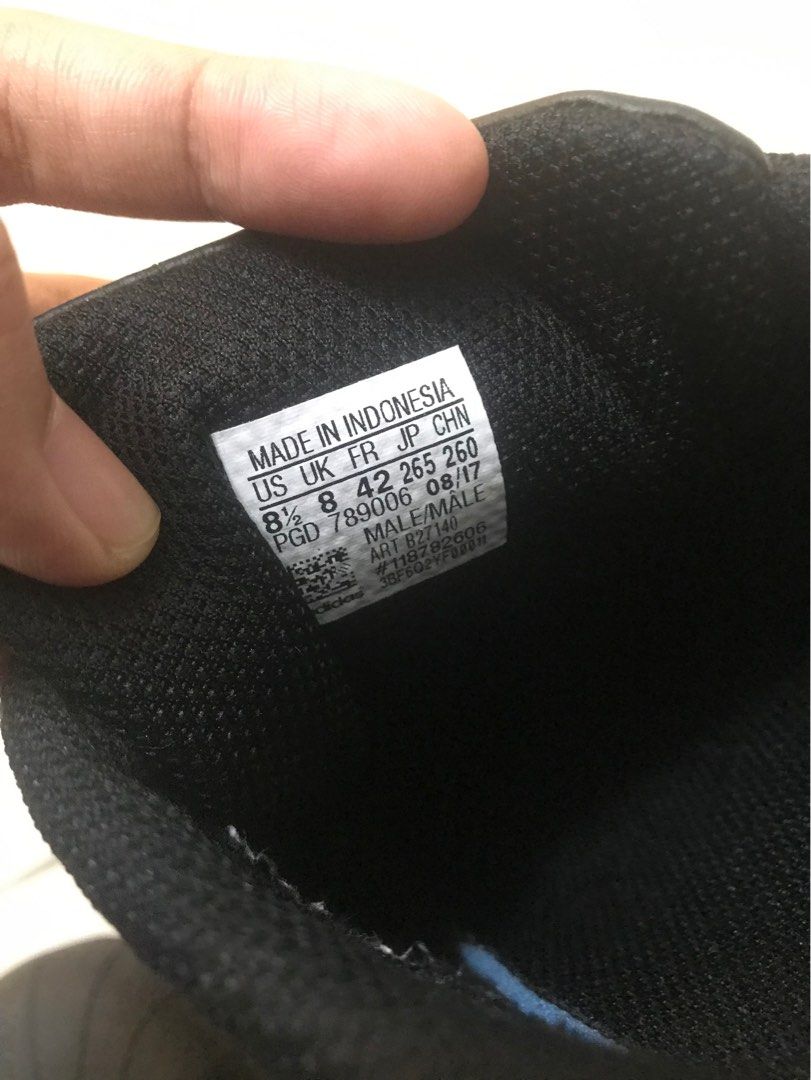 MADE IN INDONESIA
US UK FR JP CHN
8½ 8 42 265 260
PGD 789006 08/17
MALE/MÂLE
ART B27140
#118792606
3BF6Q2YF00011
adidas